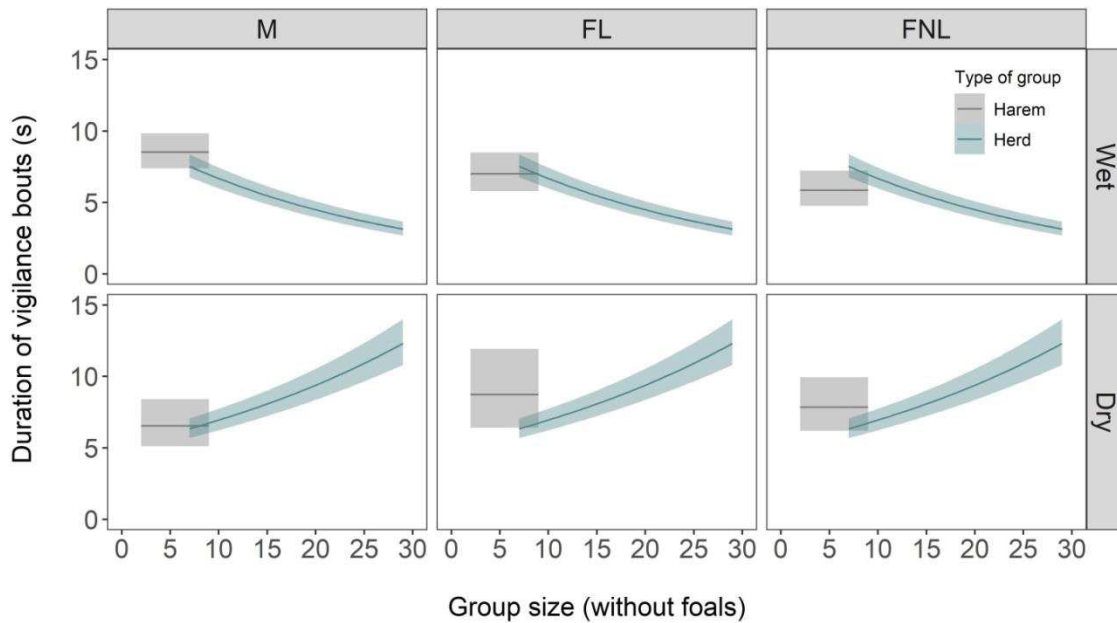 M FL FNL
Duration of vigilance bouts (s)
15
10
5
0
Type of group
Harem
Herd
Wet
15
10
5
0
Dry
0 5 10 15 20 25 30 0 5 10 15 20 25 30 0 5 10 15 20 25 30
Group size (without foals)